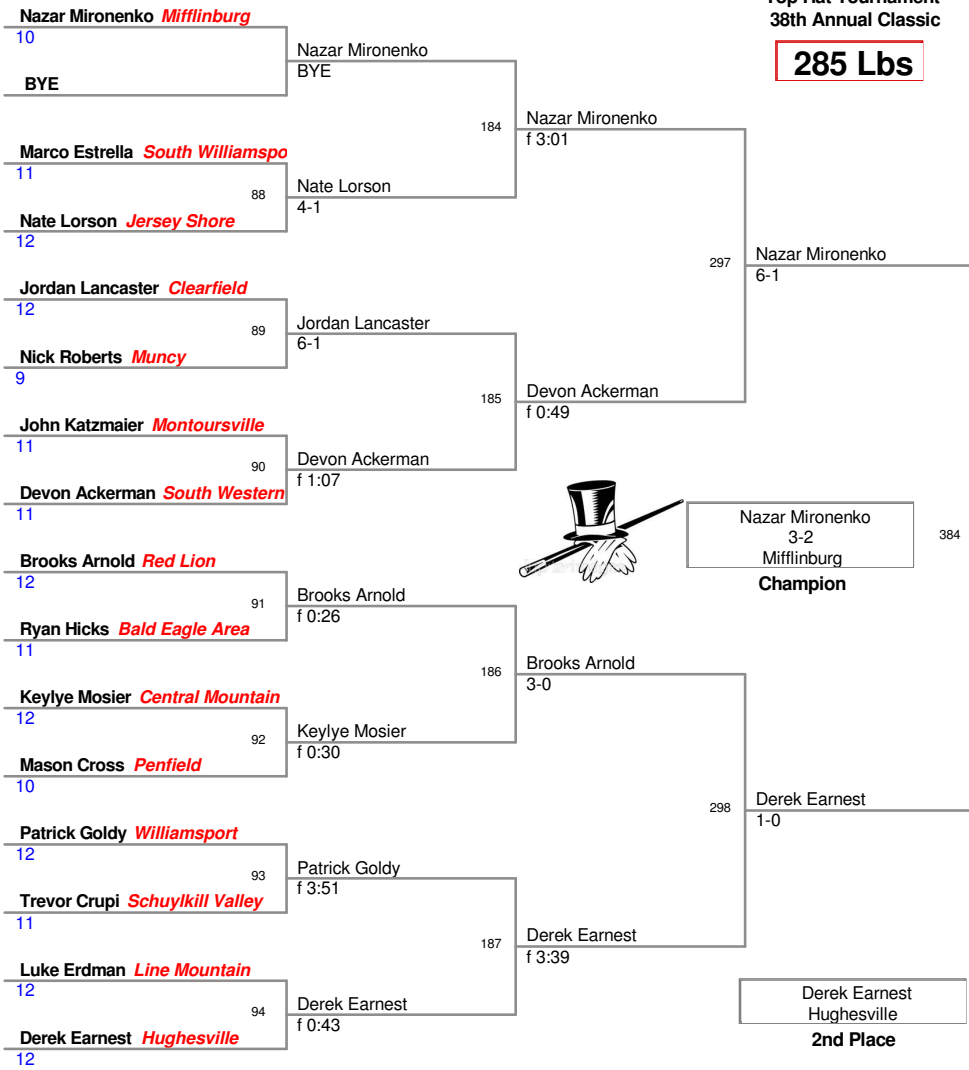 38th Annual Classic
285 Lbs
Nazar Mironenko Mifflinburg
10
BYE
Nazar Mironenko
BYE
Marco Estrella South Williamspo
11
88
Nate Lorson Jersey Shore
12
Nate Lorson
4-1
184
Nazar Mironenko
f 3:01
Jordan Lancaster Clearfield
12
89
Nick Roberts Muncy
9
Jordan Lancaster
6-1
John Katzmaier Montoursville
11
90
Devon Ackerman South Western
11
Devon Ackerman
f 1:07
185
Devon Ackerman
f 0:49
297
Nazar Mironenko
6-1
Nazar Mironenko
3-2
Mifflinburg
384
Champion
Brooks Arnold Red Lion
12
91
Ryan Hicks Bald Eagle Area
11
Brooks Arnold
f 0:26
Keylye Mosier Central Mountain
12
92
Mason Cross Penfield
10
Keylye Mosier
f 0:30
186
Brooks Arnold
3-0
Patrick Goldy Williamsport
12
93
Trevor Crupi Schuylkill Valley
11
Patrick Goldy
f 3:51
Luke Erdman Line Mountain
12
94
Derek Earnest Hughesville
12
Derek Earnest
f 0:43
187
Derek Earnest
f 3:39
298
Derek Earnest
1-0
Derek Earnest
Hughesville
2nd Place